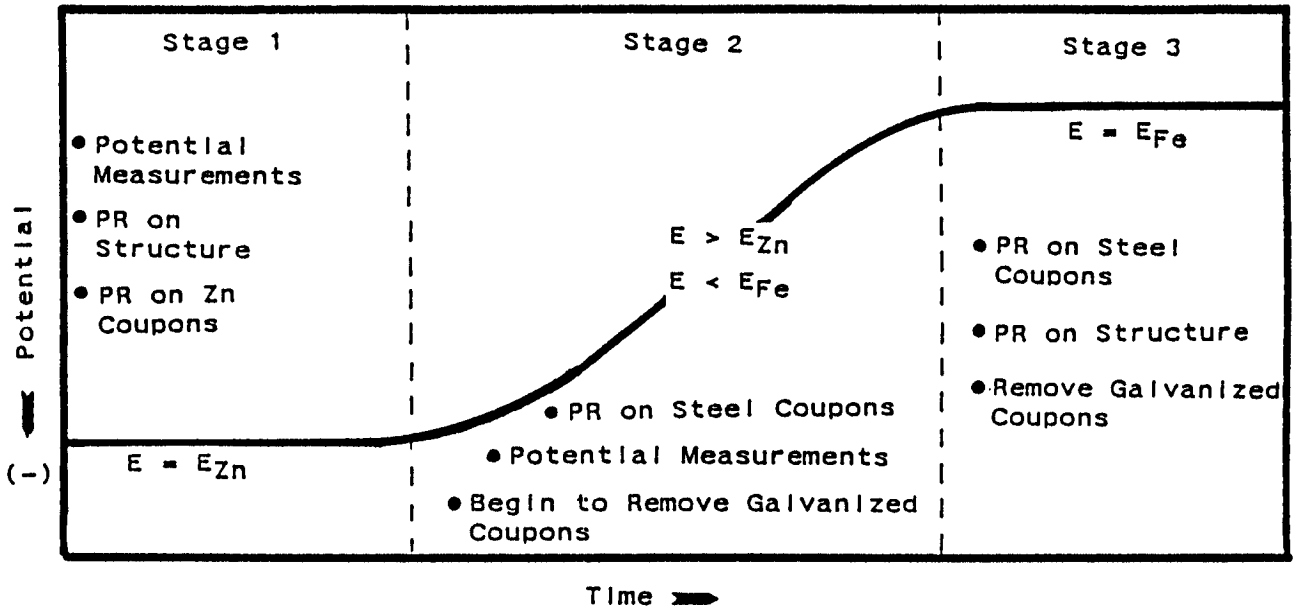 Stage 1
Stage 2
Stage 3
• Potential
Measurements
• PR on
Structure
• PR on Zn
Coupons
E = EZn
E > EZn
E < EFe
• PR on Steel Coupons
• Potential Measurements
• Begin to Remove Galvanized
Coupons
E = EFe
• PR on Steel
Coupons
• PR on Structure
• Remove Galvanized
Coupons
Potential
(-)
Time